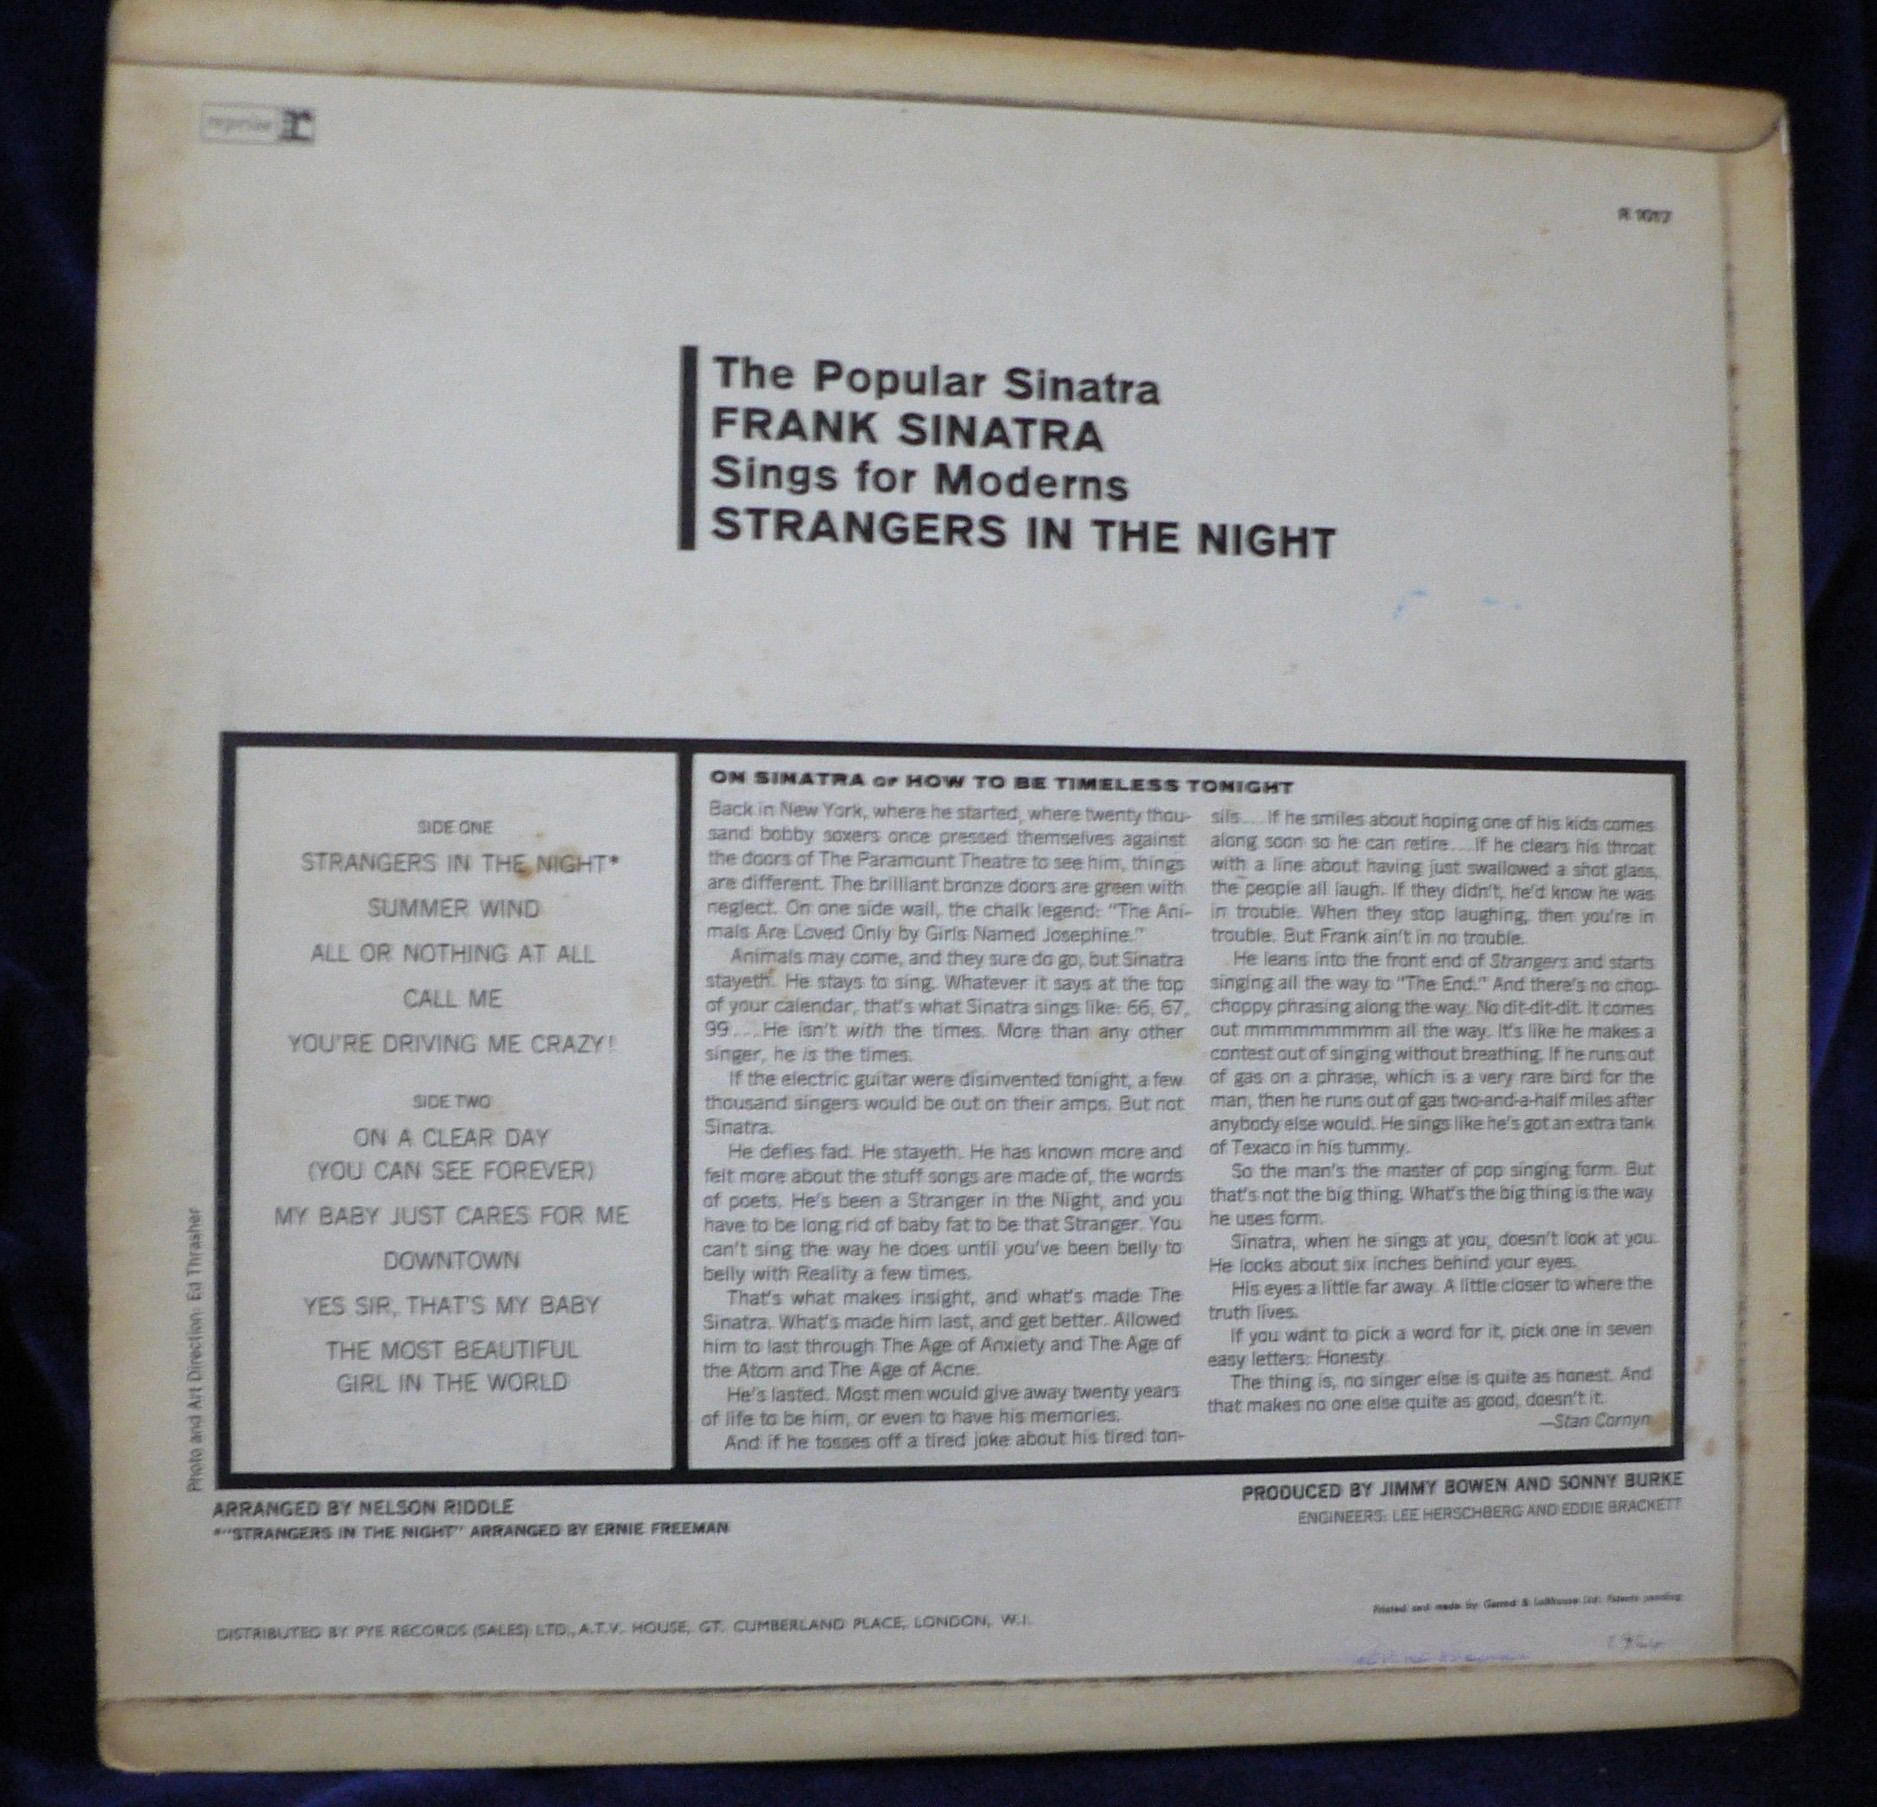 reprise r
R 1017
The Popular Sinatra
FRANK SINATRA
Sings for Moderns
STRANGERS IN THE NIGHT
SIDE ONE
STRANGERS IN THE NIGHT*
SUMMER WIND
ALL OR NOTHING AT ALL
CALL ME
YOU'RE DRIVING ME CRAZY!
SIDE TWO
ON A CLEAR DAY
(YOU CAN SEE FOREVER)
MY BABY JUST CARES FOR ME
DOWNTOWN
YES SIR, THAT'S MY BABY
THE MOST BEAUTIFUL
GIRL IN THE WORLD
ON SINATRA or HOW TO BE TIMELESS TONIGHT
Back in New York, where he started, where twenty thou-
sand bobby soxers once pressed themselves against
the doors of The Paramount Theatre to see him, things
are different. The brilliant bronze doors are green with
neglect. On one side wall, the chalk legend: "The Ani-
mals Are Loved Only by Girls Named Josephine."
Animals may come, and they sure do go, but Sinatra
stayeth. He stays to sing. Whatever it says at the top
of your calendar, that's what Sinatra sings like: 66, 67,
99.... He isn't with the times. More than any other
singer, he is the times.
If the electric guitar were disinvented tonight, a few
thousand singers would be out on their amps. But not
Sinatra.
He defies fad. He stayeth. He has known more and
felt more about the stuff songs are made of, the words
of poets. He's been a Stranger in the Night, and you
have to be long rid of baby fat to be that Stranger. You
can't sing the way he does until you've been belly to
belly with Reality a few times.
That's what makes insight, and what's made The
Sinatra. What's made him last, and get better. Allowed
him to last through The Age of Anxiety and The Age of
the Atom and The Age of Acne.
He's lasted. Most men would give away twenty years
of life to be him, or even to have his memories.
And if he tosses off a tired joke about his tired ton-
sils.... If he smiles about hoping one of his kids comes
along soon so he can retire.... If he clears his throat
with a line about having just swallowed a shot glass,
the people all laugh. If they didn't, he'd know he was
in trouble. When they stop laughing, then you're in
trouble. But Frank ain't in no trouble.
He leans into the front end of Strangers and starts
singing all the way to "The End." And there's no chop-
choppy phrasing along the way. No dit-dit-dit. It comes
out mmmmmmmmm all the way. It's like he makes a
contest out of singing without breathing. If he runs out
of gas on a phrase, which is a very rare bird for the
man, then he runs out of gas two-and-a-half miles after
anybody else would. He sings like he's got an extra tank
of Texaco in his tummy.
So the man's the master of pop singing form. But
that's not the big thing. What's the big thing is the way
he uses form.
Sinatra, when he sings at you, doesn't look at you.
He looks about six inches behind your eyes.
His eyes a little far away. A little closer to where the
truth lives.
If you want to pick a word for it, pick one in seven
easy letters: Honesty.
The thing is, no singer else is quite as honest. And
that makes no one else quite as good, doesn't it.
—Stan Cornyn
Photo and Art Direction: Ed Thrasher
ARRANGED BY NELSON RIDDLE
*"STRANGERS IN THE NIGHT" ARRANGED BY ERNIE FREEMAN
PRODUCED BY JIMMY BOWEN AND SONNY BURKE
ENGINEERS: LEE HERSCHBERG AND EDDIE BRACKETT
DISTRIBUTED BY PYE RECORDS (SALES) LTD., A.T.V. HOUSE, GT. CUMBERLAND PLACE, LONDON, W.1.
Printed and made by Garrod & Lofthouse Ltd. Patents pending